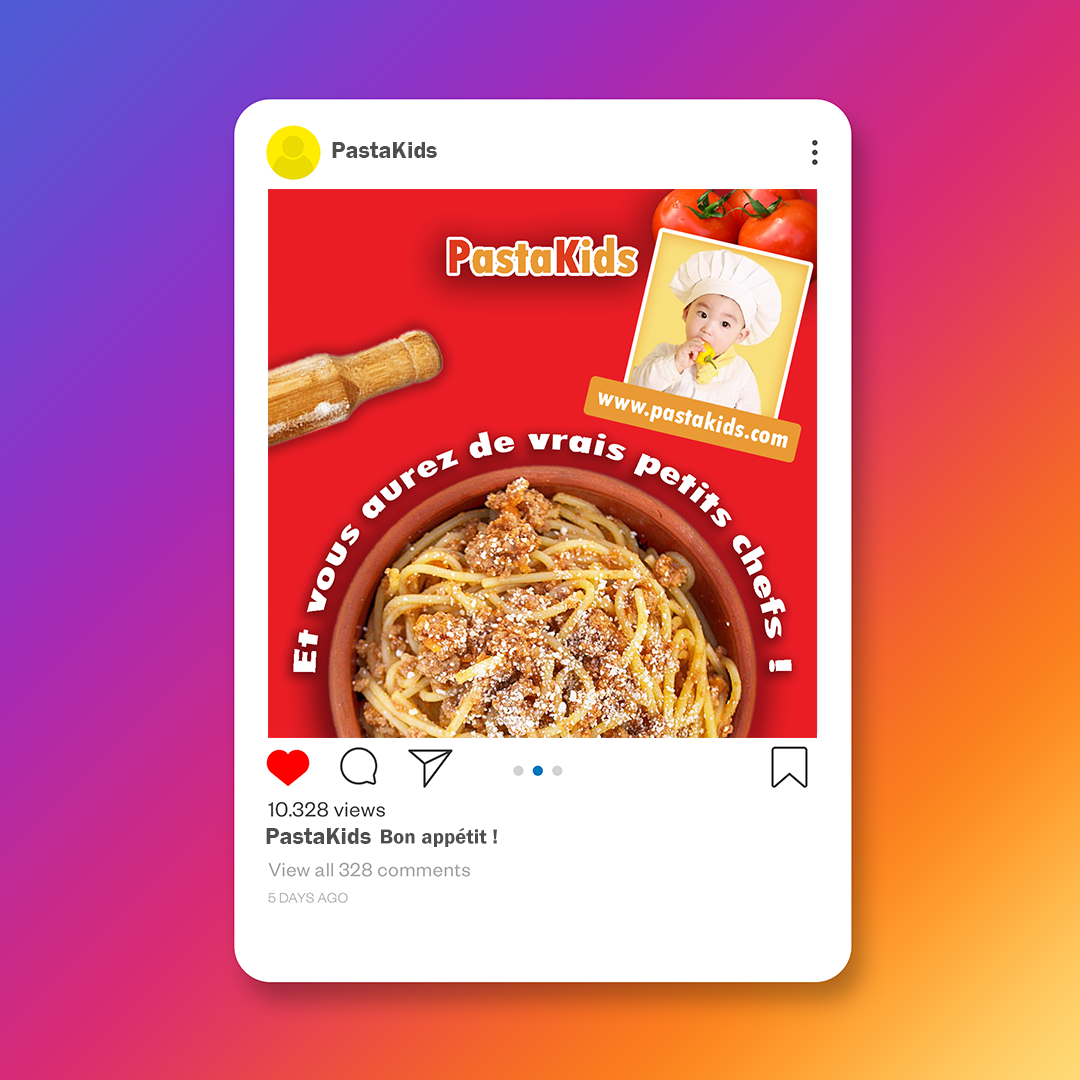 PastaKids
PastaKids
www.pastakids.com
Et vous aurez de vrais petits chefs !
10.328 views
PastaKids Bon appétit !
View all 328 comments
5 DAYS AGO